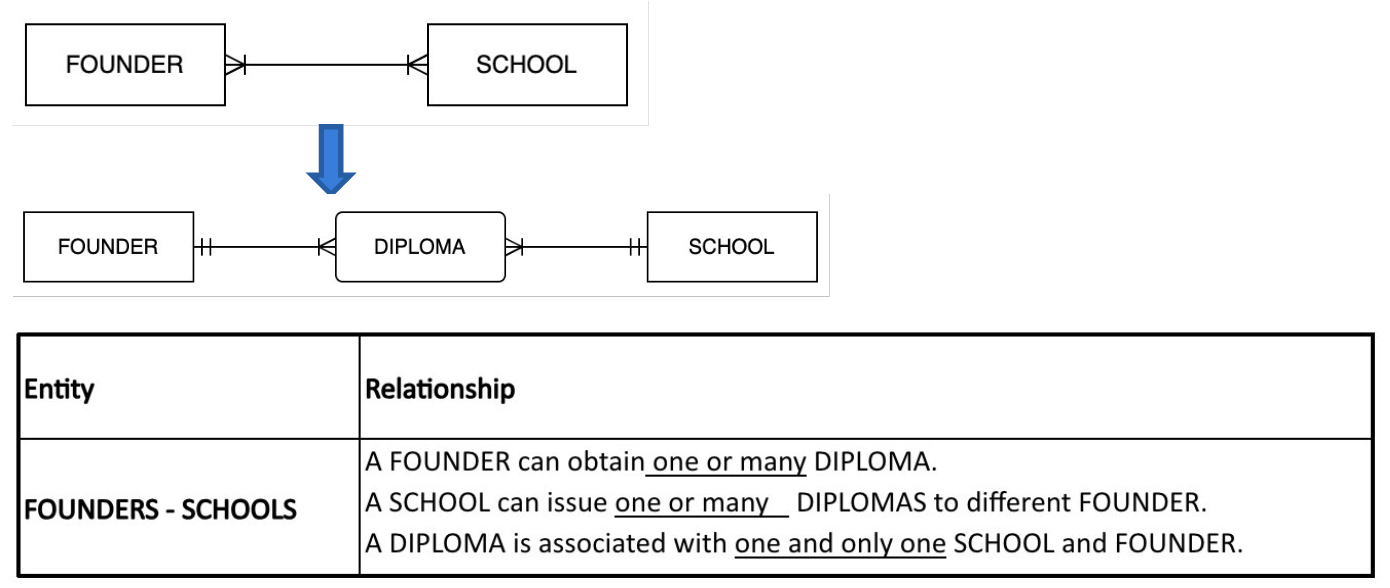 FOUNDER SCHOOL
FOUNDER DIPLOMA SCHOOL
Entity Relationship
A FOUNDER can obtain one or many DIPLOMA.
FOUNDERS - SCHOOLS A SCHOOL can issue one or many DIPLOMAS to different FOUNDER.
A DIPLOMA is associated with one and only one SCHOOL and FOUNDER.